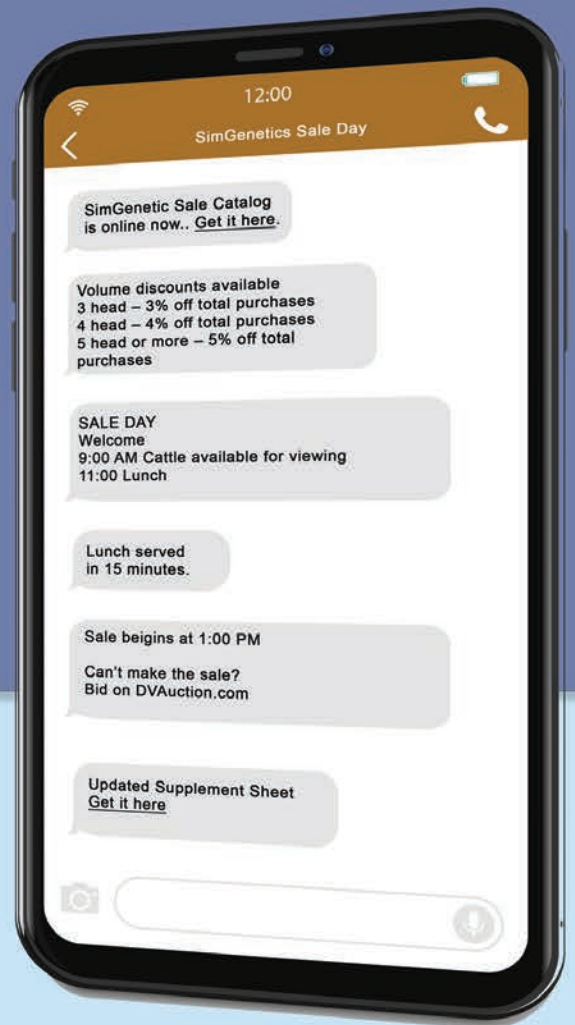 12:00
SimGenetics Sale Day
SimGenetic Sale Catalog
is online now.. Get it here.
Volume discounts available
3 head – 3% off total purchases
4 head – 4% off total purchases
5 head or more – 5% off total
purchases
SALE DAY
Welcome
9:00 AM Cattle available for viewing
11:00 Lunch
Lunch served
in 15 minutes.
Sale beigins at 1:00 PM
Can't make the sale?
Bid on DVAuction.com
Updated Supplement Sheet
Get it here